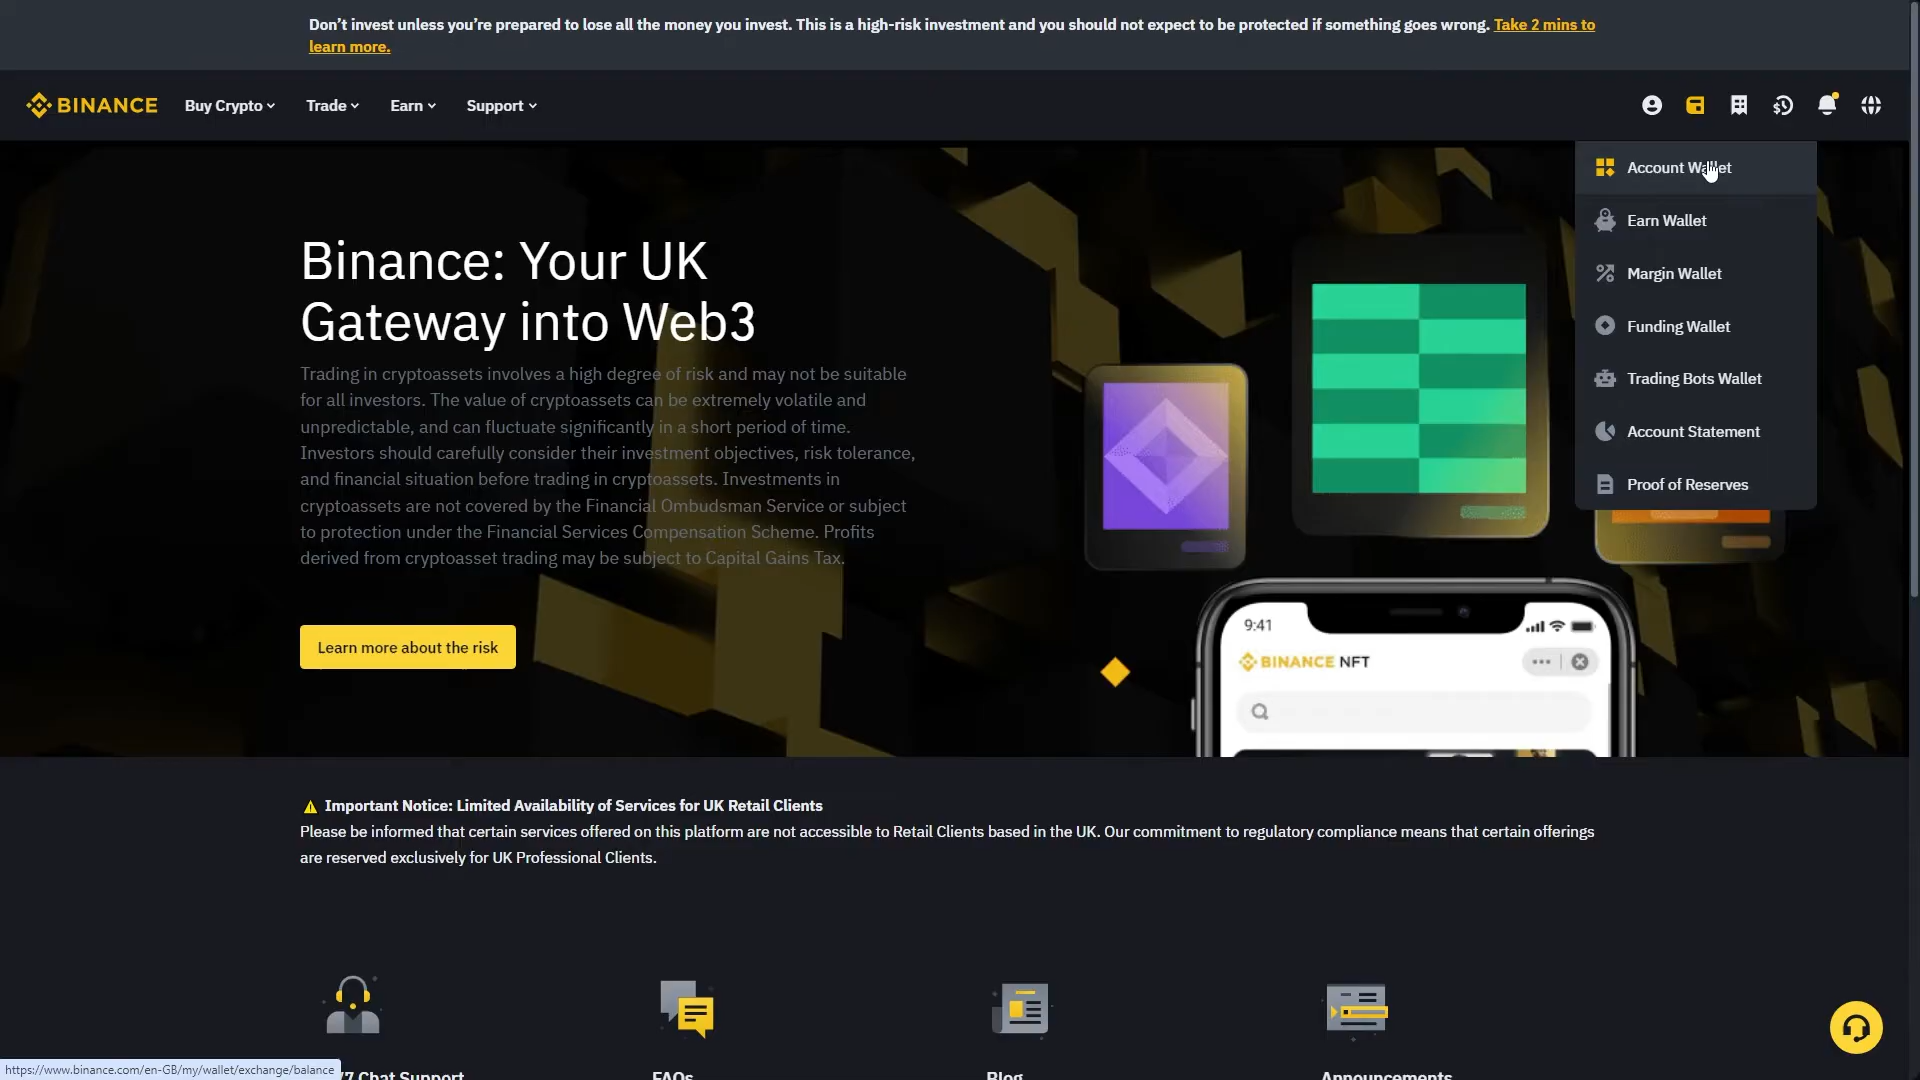 Don't invest unless you're prepared to lose all the money you invest. This is a high-risk investment and you should not expect to be protected if something goes wrong. Take 2 mins to
learn more.
BINANCE
Buy Crypto
Trade
Earn
Support
Account Wallet
Earn Wallet
Margin Wallet
Funding Wallet
Trading Bots Wallet
Account Statement
Proof of Reserves
Binance: Your UK
Gateway into Web3
Trading in cryptoassets involves a high degree of risk and may not be suitable
for all investors. The value of cryptoassets can be extremely volatile and
unpredictable, and can fluctuate significantly in a short period of time.
Investors should carefully consider their investment objectives, risk tolerance,
and financial situation before trading in cryptoassets. Investments in
cryptoassets are not covered by the Financial Ombudsman Service or subject
to protection under the Financial Services Compensation Scheme. Profits
derived from cryptoasset trading may be subject to Capital Gains Tax.
Learn more about the risk
9:41
BINANCE NFT
Important Notice: Limited Availability of Services for UK Retail Clients
Please be informed that certain services offered on this platform are not accessible to Retail Clients based in the UK. Our commitment to regulatory compliance means that certain offerings
are reserved exclusively for UK Professional Clients.
/7 Chat Support
FAQs
Blog
Announcements
https://www.binance.com/en-GB/my/wallet/exchange/balance